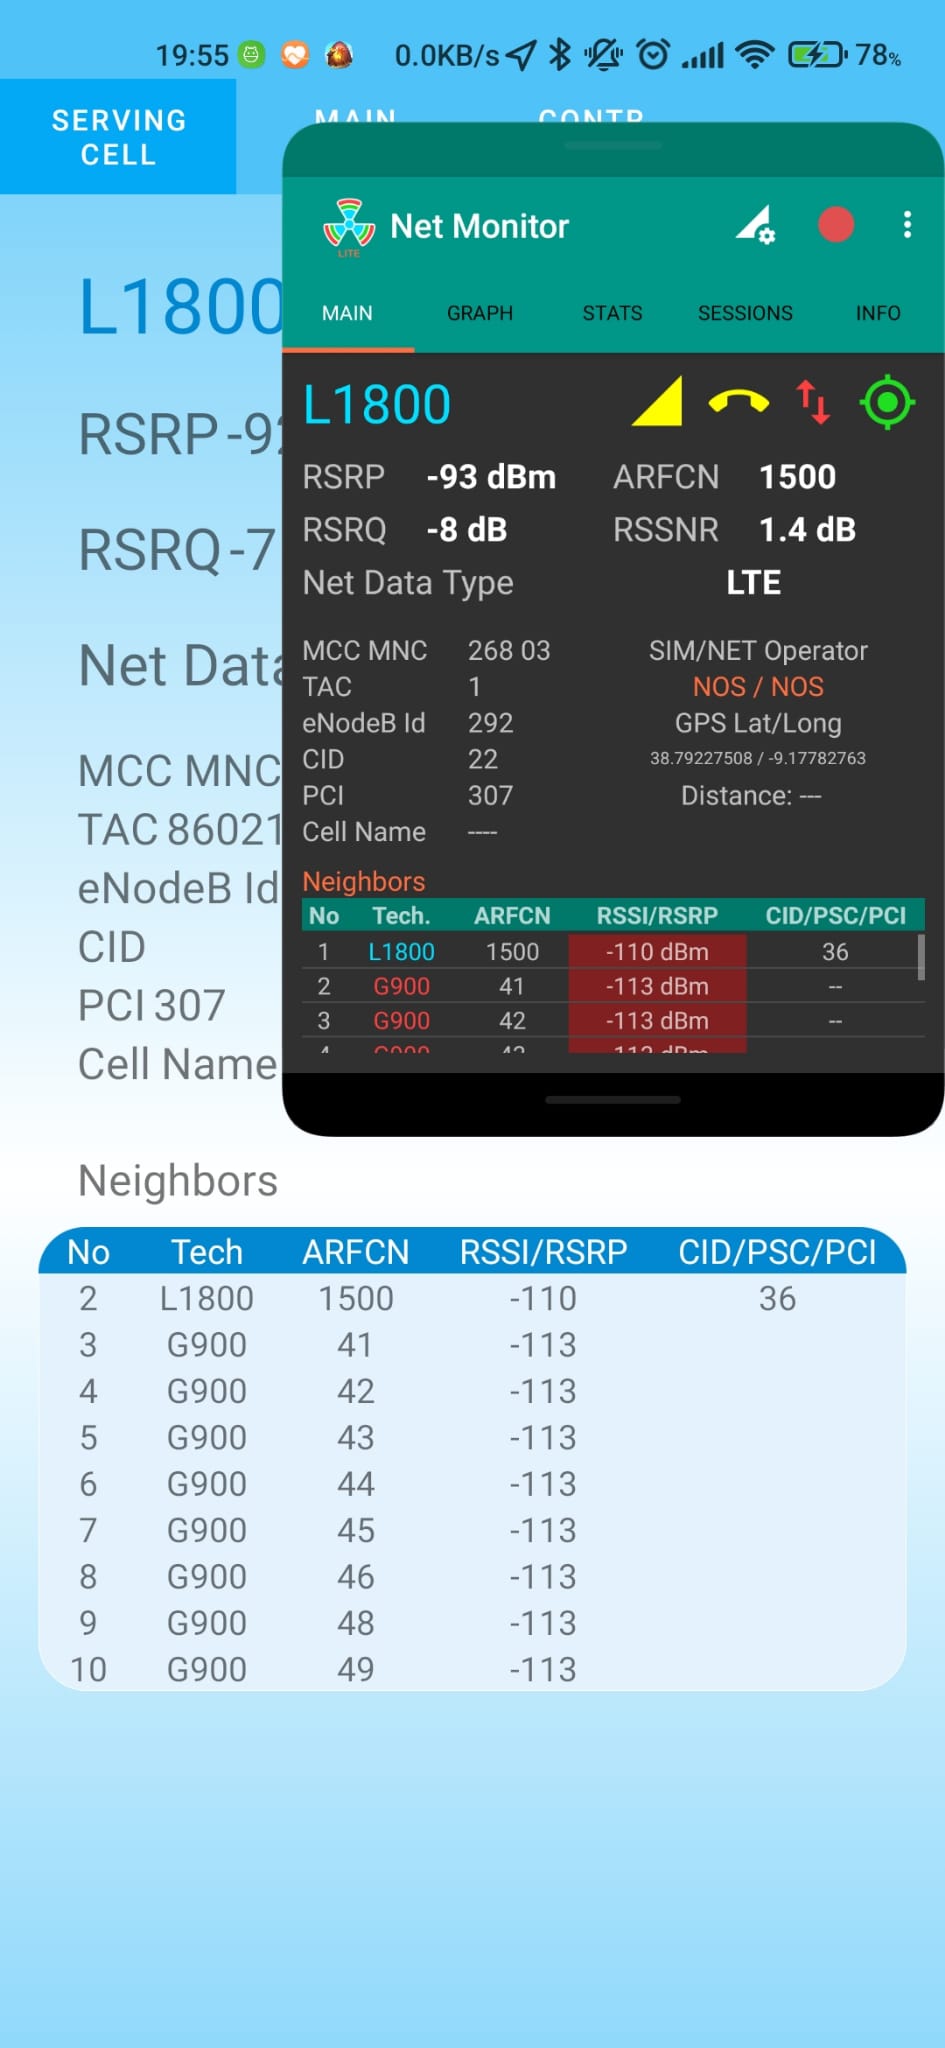 19:55 0.0KB/s 78%
SERVING
CELL
MAIN
CONTR
L1800
RSRP -92
RSRQ -7
Net Data
MCC MNC
TAC 86021
eNodeB Id
CID
PCI 307
Cell Name
LITE
Net Monitor
MAIN GRAPH STATS SESSIONS INFO
L1800
RSRP -93 dBm ARFCN 1500
RSRQ -8 dB RSSNR 1.4 dB
Net Data Type LTE
MCC MNC 268 03 SIM/NET Operator
TAC 1 NOS / NOS
eNodeB Id 292 GPS Lat/Long
CID 22 38.79227508 / -9.17782763
PCI 307 Distance: ---
Cell Name ----
Neighbors
No Tech. ARFCN RSSI/RSRP CID/PSC/PCI
1 L1800 1500 -110 dBm 36
2 G900 41 -113 dBm --
3 G900 42 -113 dBm --
4 G900 43 -113 dBm
Neighbors
No Tech ARFCN RSSI/RSRP CID/PSC/PCI
2 L1800 1500 -110 36
3 G900 41 -113
4 G900 42 -113
5 G900 43 -113
6 G900 44 -113
7 G900 45 -113
8 G900 46 -113
9 G900 48 -113
10 G900 49 -113